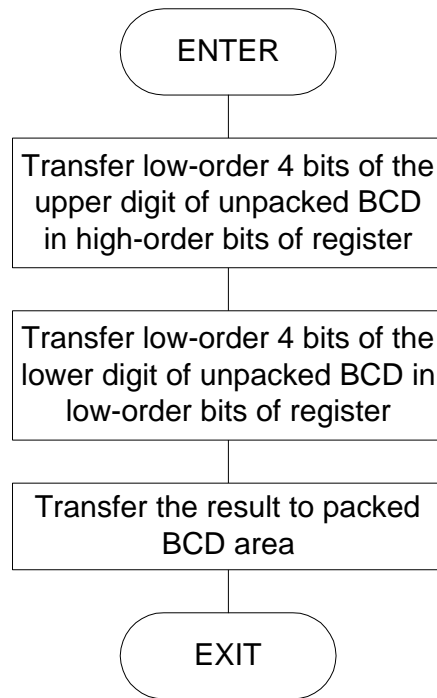 ENTER
Transfer low-order 4 bits of the
upper digit of unpacked BCD
in high-order bits of register
Transfer low-order 4 bits of the
lower digit of unpacked BCD in
low-order bits of register
Transfer the result to packed
BCD area
EXIT